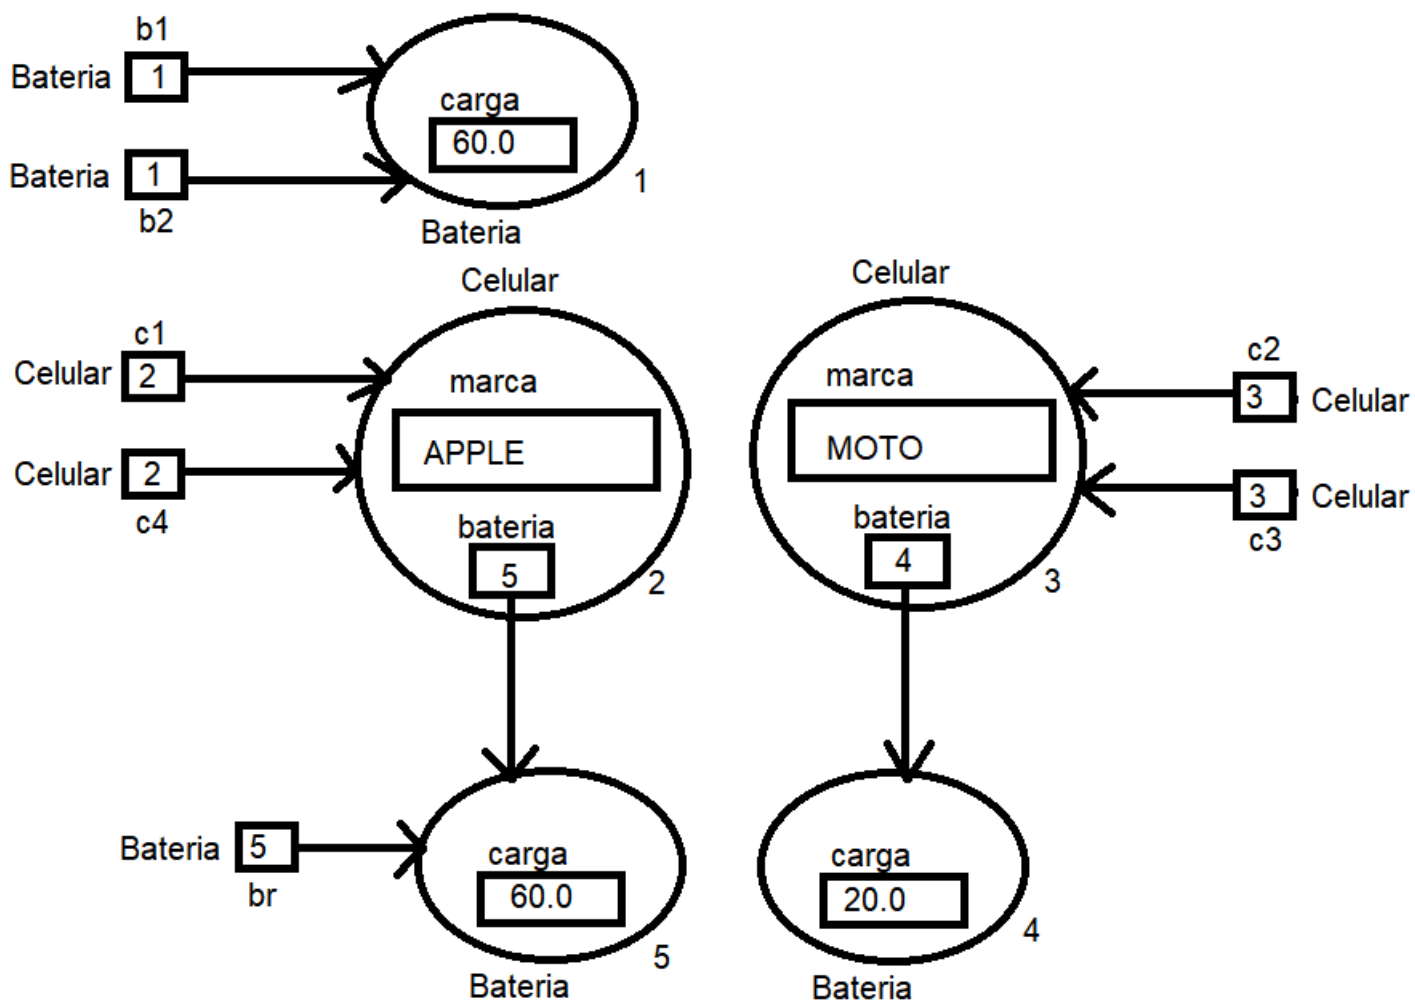 b1
Bateria 1
carga
60.0
Bateria 1
b2
1
Bateria
Celular
Celular
c1
Celular 2
marca
APPLE
Celular 2
c4
bateria
5
2
marca
MOTO
c2
3 Celular
3 Celular
c3
bateria
4
3
Bateria 5
br
carga
60.0
5
Bateria
carga
20.0
4
Bateria